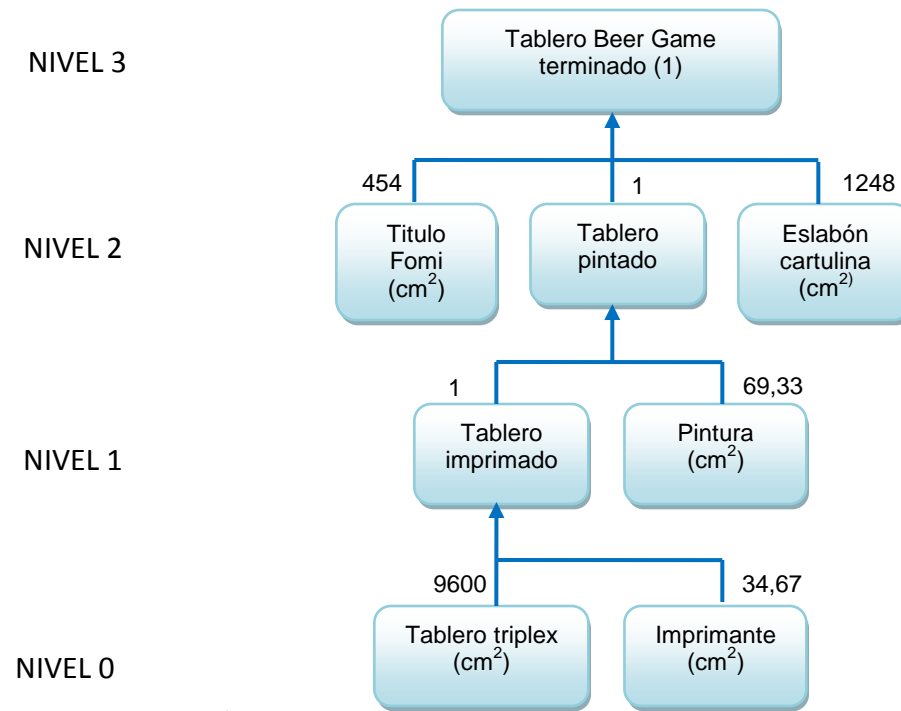 NIVEL 3
Tablero Beer Game
terminado (1)
454
1
1248
NIVEL 2
Titulo
Fomi
(cm²)
Tablero
pintado
Eslabón
cartulina
(cm²⁾
1
69,33
NIVEL 1
Tablero
imprimado
Pintura
(cm²)
9600
34,67
NIVEL 0
Tablero triplex
(cm²)
Imprimante
(cm²)